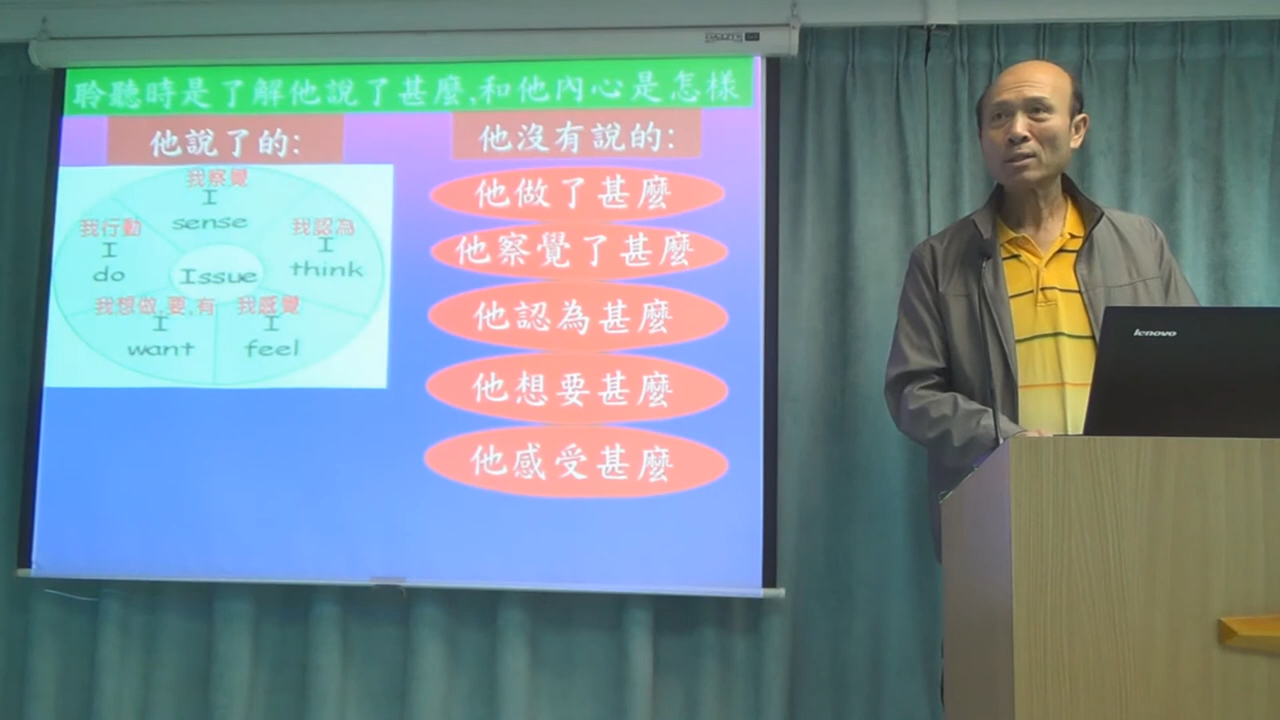 聆聽時是了解他說了甚麼,和他內心是怎樣
他說了的:
我察覺
I
sense
我行動
I
do
我認為
I
think
Issue
我想做,要,有
I
want
我感覺
I
feel
他沒有說的:
他做了甚麼
他察覺了甚麼
他認為甚麼
他想要甚麼
他感受甚麼
lenovo